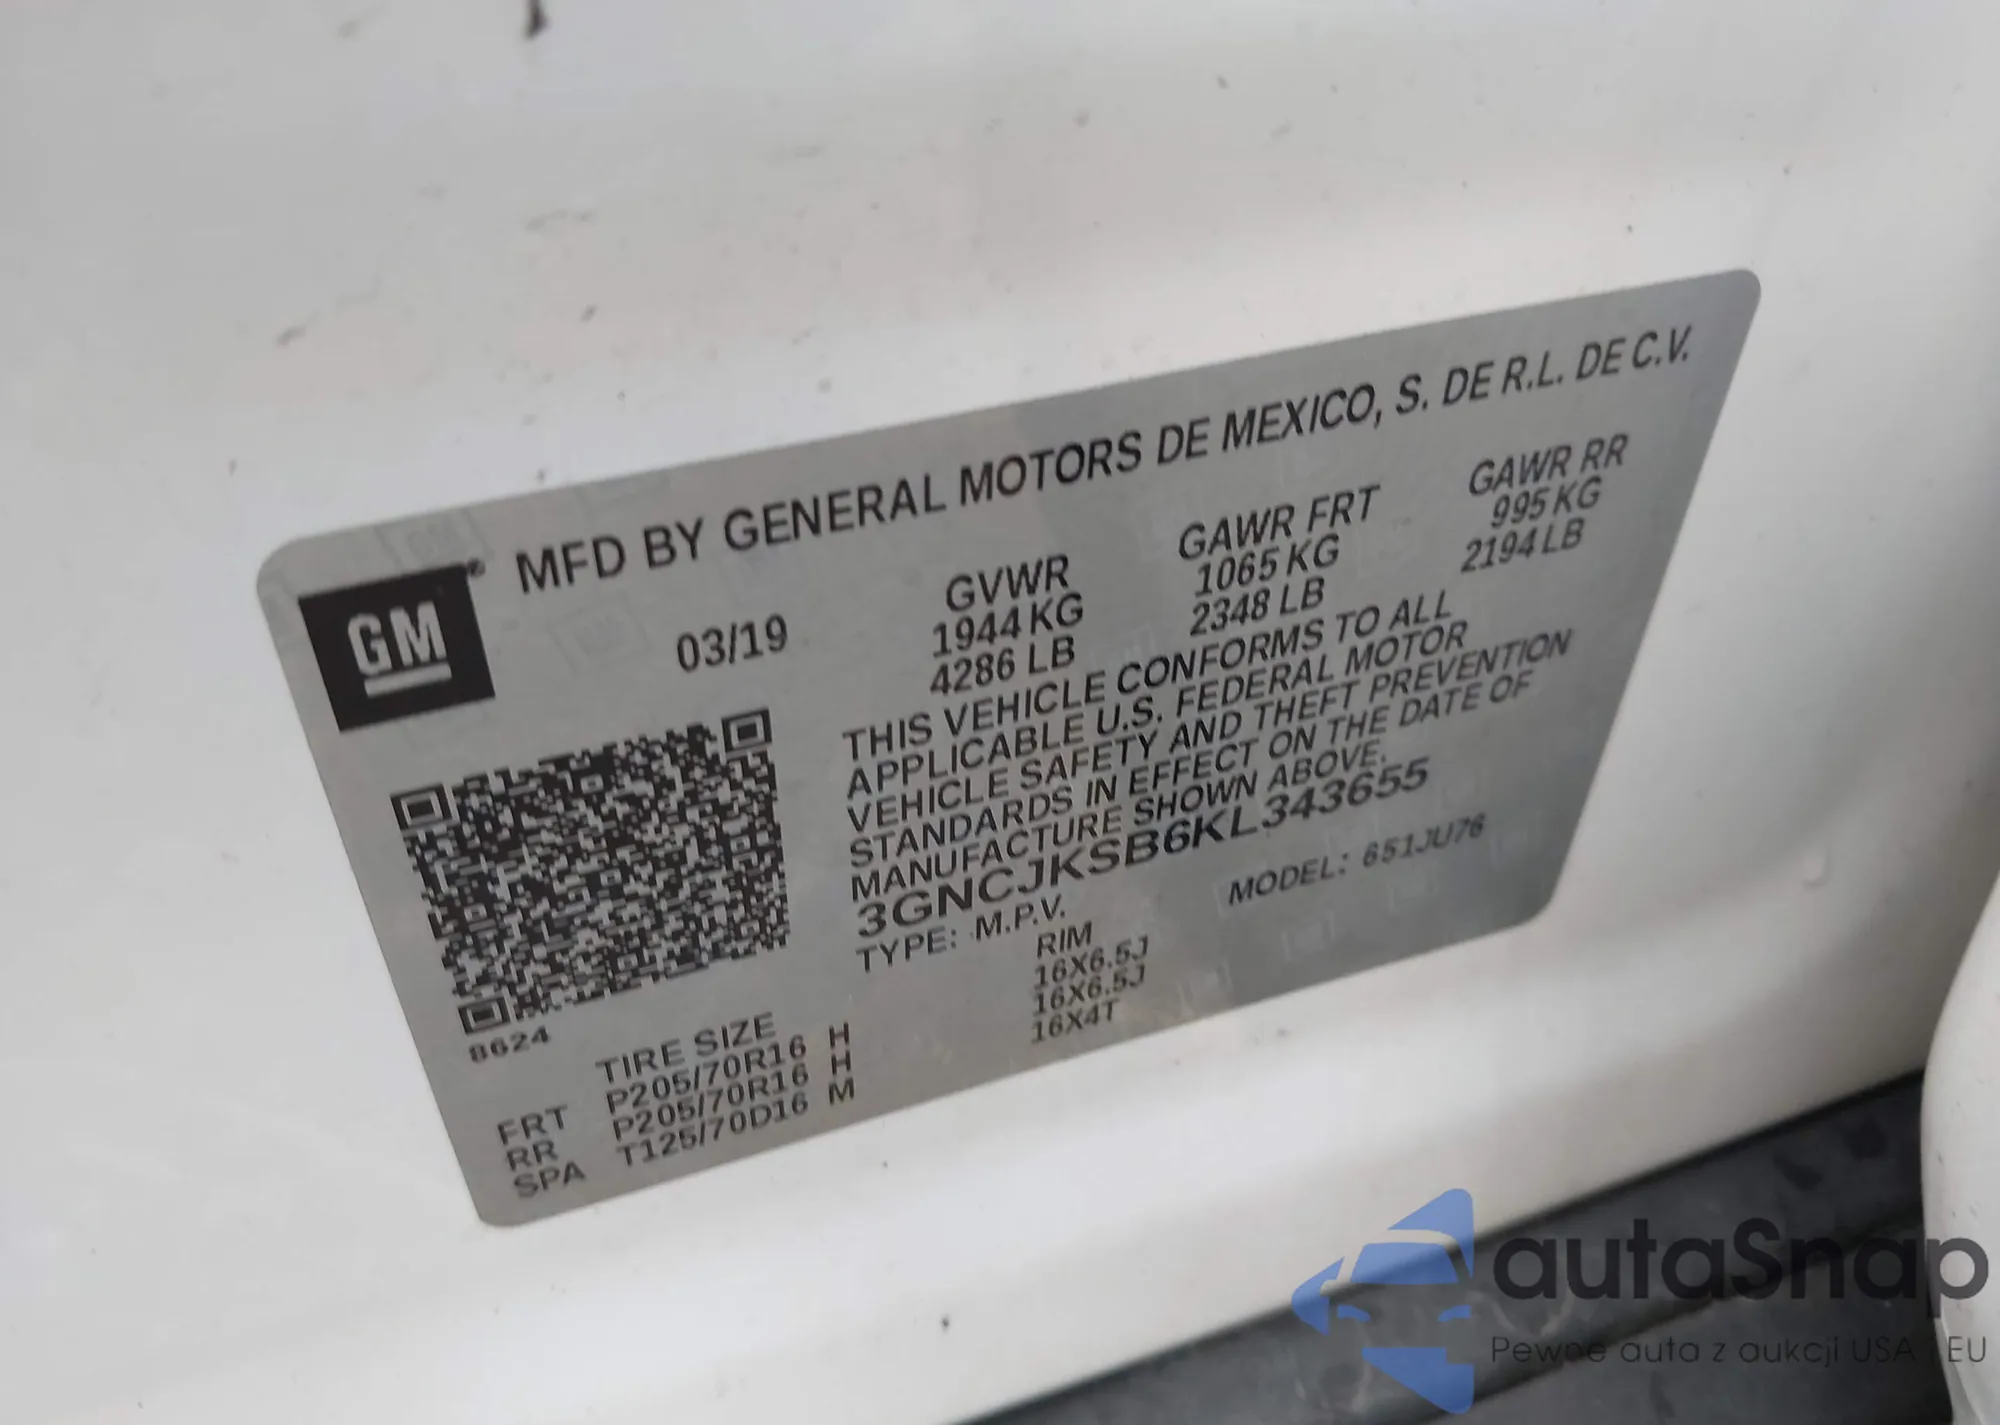 MFD BY GENERAL MOTORS DE MEXICO, S. DE R.L. DE C.V.
GM®
03/19
GVWR
1944 KG
4286 LB
GAWR FRT
1065 KG
2348 LB
GAWR RR
995 KG
2194 LB
THIS VEHICLE CONFORMS TO ALL
APPLICABLE U.S. FEDERAL MOTOR
VEHICLE SAFETY AND THEFT PREVENTION
STANDARDS IN EFFECT ON THE DATE OF
MANUFACTURE SHOWN ABOVE.
3GNCJKSB6KL343655
TYPE: M.P.V.
MODEL: 651JU76
8624
TIRE SIZE
RIM
FRT P205/70R16 H 16X6.5J
RR P205/70R16 H 16X6.5J
SPA T125/70D16 M 16X4T
autaSnap
Pewne auta z aukcji USA i EU